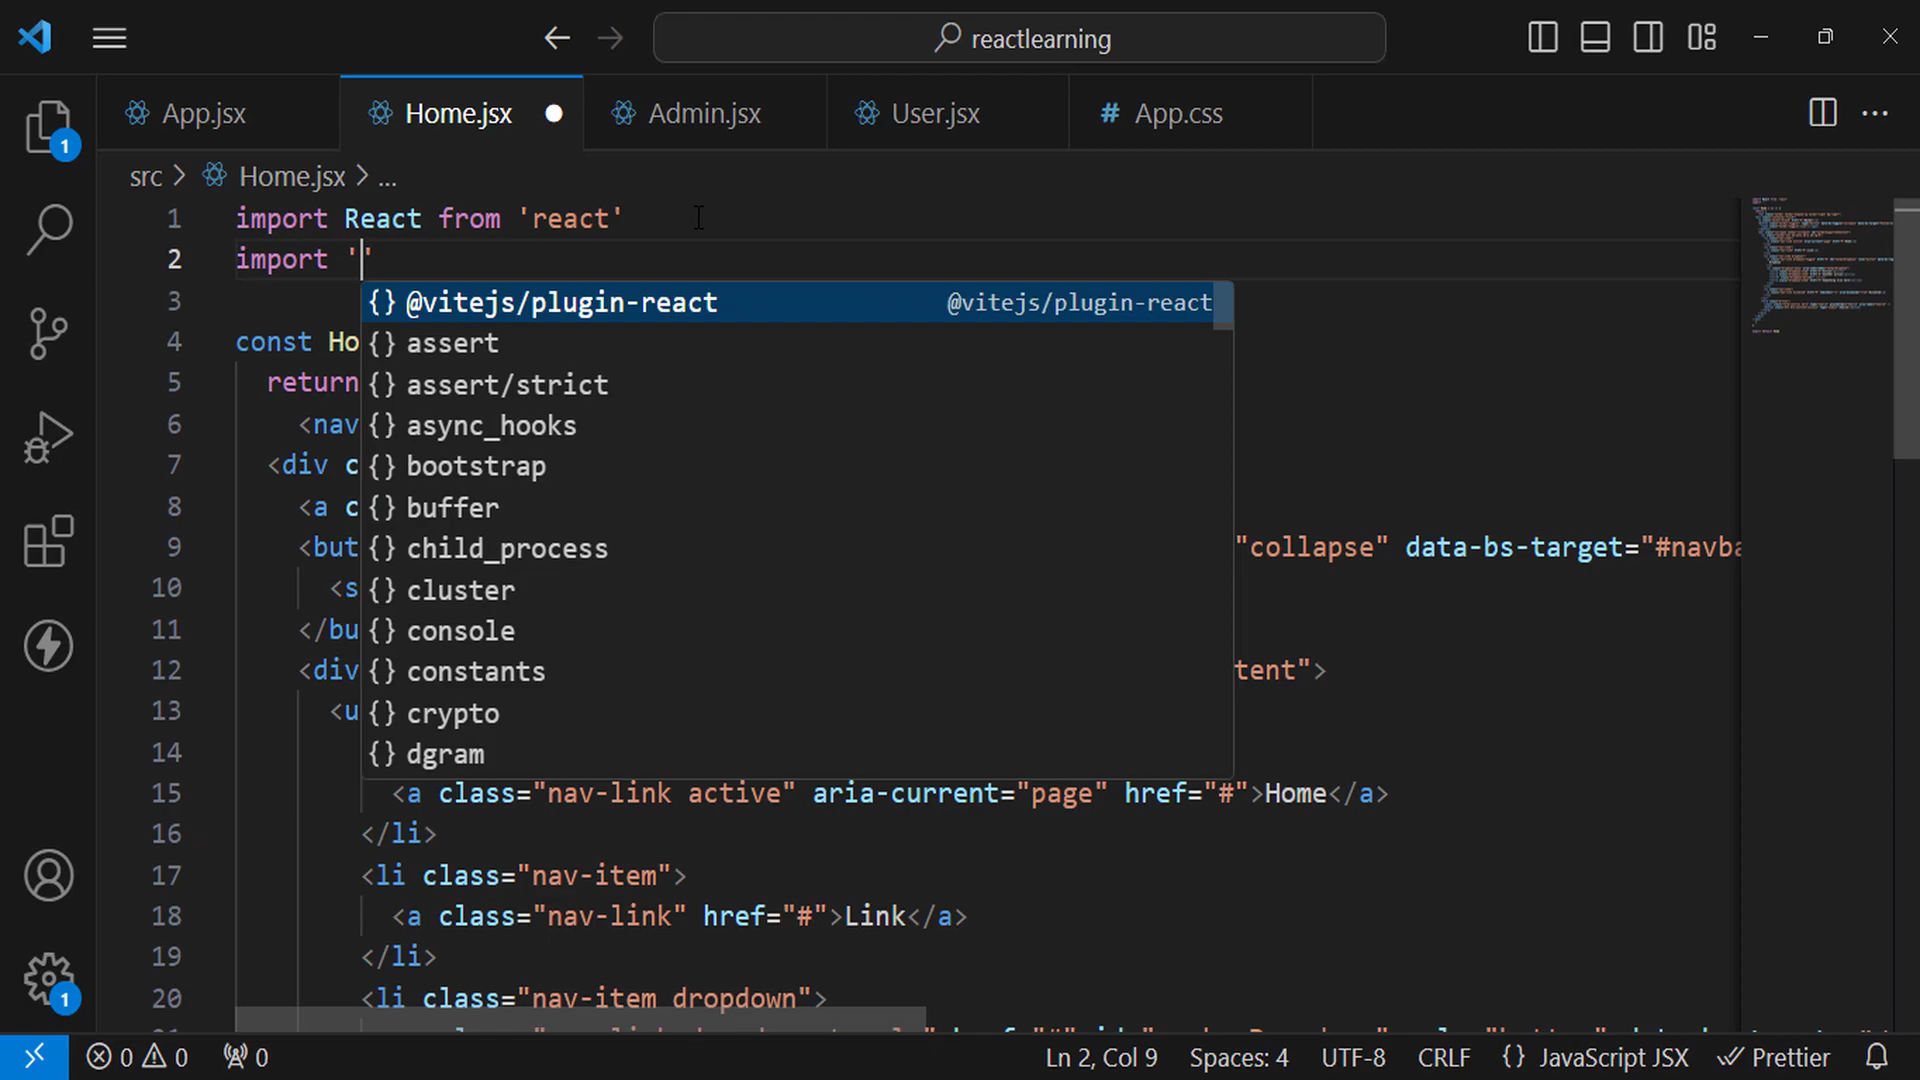 reactlearning
App.jsx
Home.jsx
Admin.jsx
User.jsx
# App.css
1
src > Home.jsx > ...
1 import React from 'react'
2 import ''
{} @vitejs/plugin-react @vitejs/plugin-react
3
{} assert
4 const Ho
{} assert/strict
5 return
{} async_hooks
6 <nav
{} bootstrap
7 <div c
{} buffer
8 <a c
{} child_process
9 <but "collapse" data-bs-target="#navba
{} cluster
10 <s
{} console
11 </bu
{} constants
12 <div tent">
{} crypto
13 <u
{} dgram
14
15 <a class="nav-link active" aria-current="page" href="#">Home</a>
16 </li>
17 <li class="nav-item">
18 <a class="nav-link" href="#">Link</a>
19 </li>
20 <li class="nav-item dropdown">
1
0 0 0 Ln 2, Col 9 Spaces: 4 UTF-8 CRLF {} JavaScript JSX Prettier